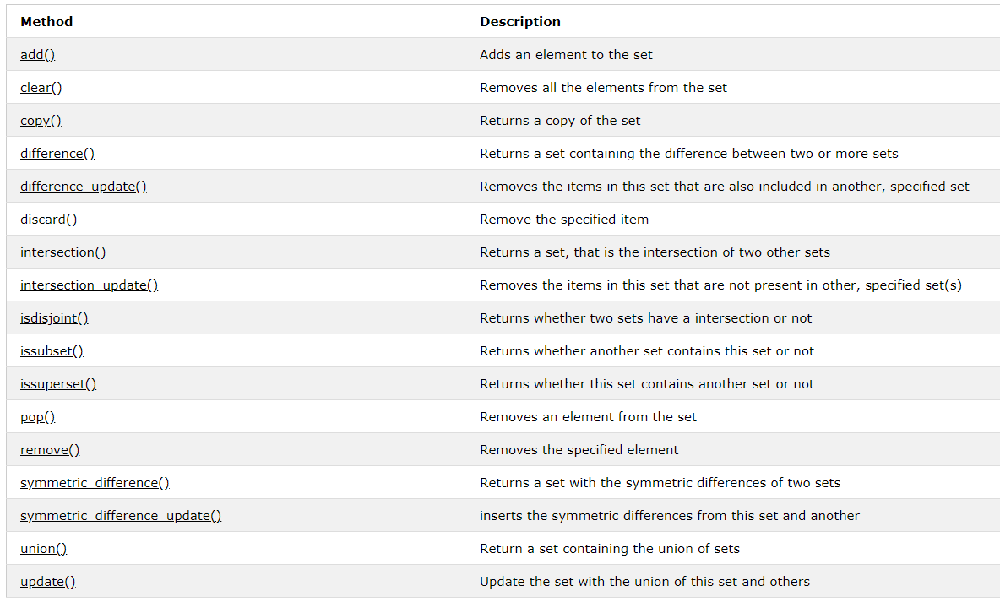 Method Description
add() Adds an element to the set
clear() Removes all the elements from the set
copy() Returns a copy of the set
difference() Returns a set containing the difference between two or more sets
difference_update() Removes the items in this set that are also included in another, specified set
discard() Remove the specified item
intersection() Returns a set, that is the intersection of two other sets
intersection_update() Removes the items in this set that are not present in other, specified set(s)
isdisjoint() Returns whether two sets have a intersection or not
issubset() Returns whether another set contains this set or not
issuperset() Returns whether this set contains another set or not
pop() Removes an element from the set
remove() Removes the specified element
symmetric_difference() Returns a set with the symmetric differences of two sets
symmetric_difference_update() inserts the symmetric differences from this set and another
union() Return a set containing the union of sets
update() Update the set with the union of this set and others